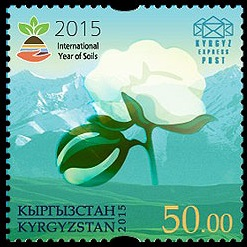 2015
International
Year of Soils
KYRGYZ
EXPRESS
POST
КЫРГЫЗСТАН
KYRGYZSTAN
2015
50.00